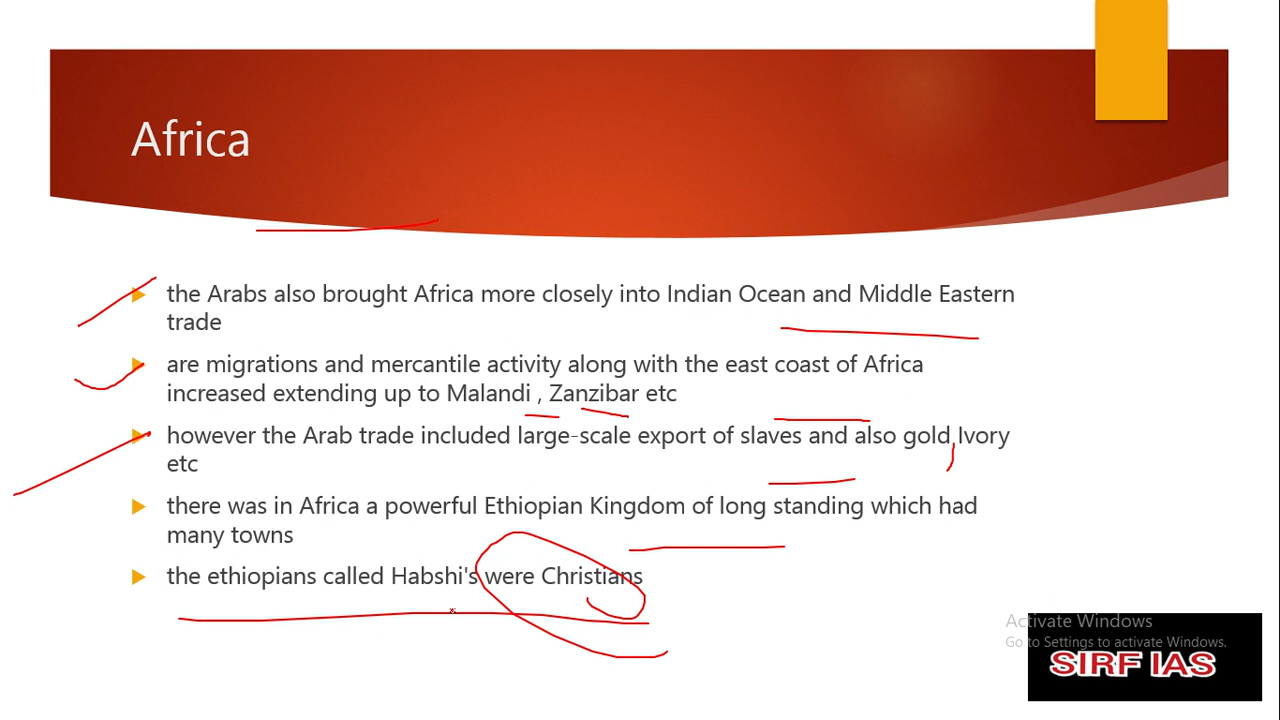 Africa
the Arabs also brought Africa more closely into Indian Ocean and Middle Eastern
trade
are migrations and mercantile activity along with the east coast of Africa
increased extending up to Malandi , Zanzibar etc
however the Arab trade included large-scale export of slaves and also gold Ivory
etc
there was in Africa a powerful Ethiopian Kingdom of long standing which had
many towns
the ethiopians called Habshi's were Christians
Activate Windows
Go to Settings to activate Windows.
SIRF IAS